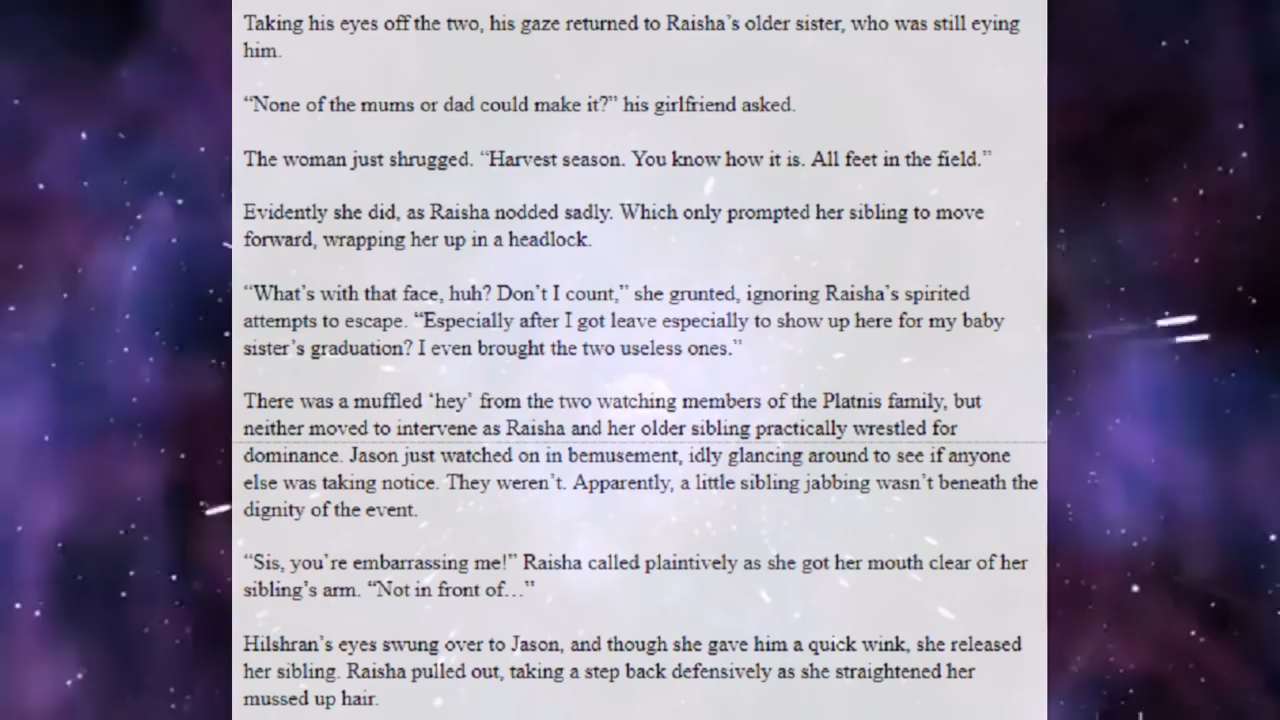 Taking his eyes off the two, his gaze returned to Raisha’s older sister, who was still eying
him.
“None of the mums or dad could make it?” his girlfriend asked.
The woman just shrugged. “Harvest season. You know how it is. All feet in the field.”
Evidently she did, as Raisha nodded sadly. Which only prompted her sibling to move
forward, wrapping her up in a headlock.
“What’s with that face, huh? Don’t I count,” she grunted, ignoring Raisha’s spirited
attempts to escape. “Especially after I got leave especially to show up here for my baby
sister’s graduation? I even brought the two useless ones.”
There was a muffled ‘hey’ from the two watching members of the Platnis family, but
neither moved to intervene as Raisha and her older sibling practically wrestled for
dominance. Jason just watched on in bemusement, idly glancing around to see if anyone
else was taking notice. They weren’t. Apparently, a little sibling jabbing wasn’t beneath the
dignity of the event.
“Sis, you’re embarrassing me!” Raisha called plaintively as she got her mouth clear of her
sibling’s arm. “Not in front of…”
Hilshran’s eyes swung over to Jason, and though she gave him a quick wink, she released
her sibling. Raisha pulled out, taking a step back defensively as she straightened her
mussed up hair.